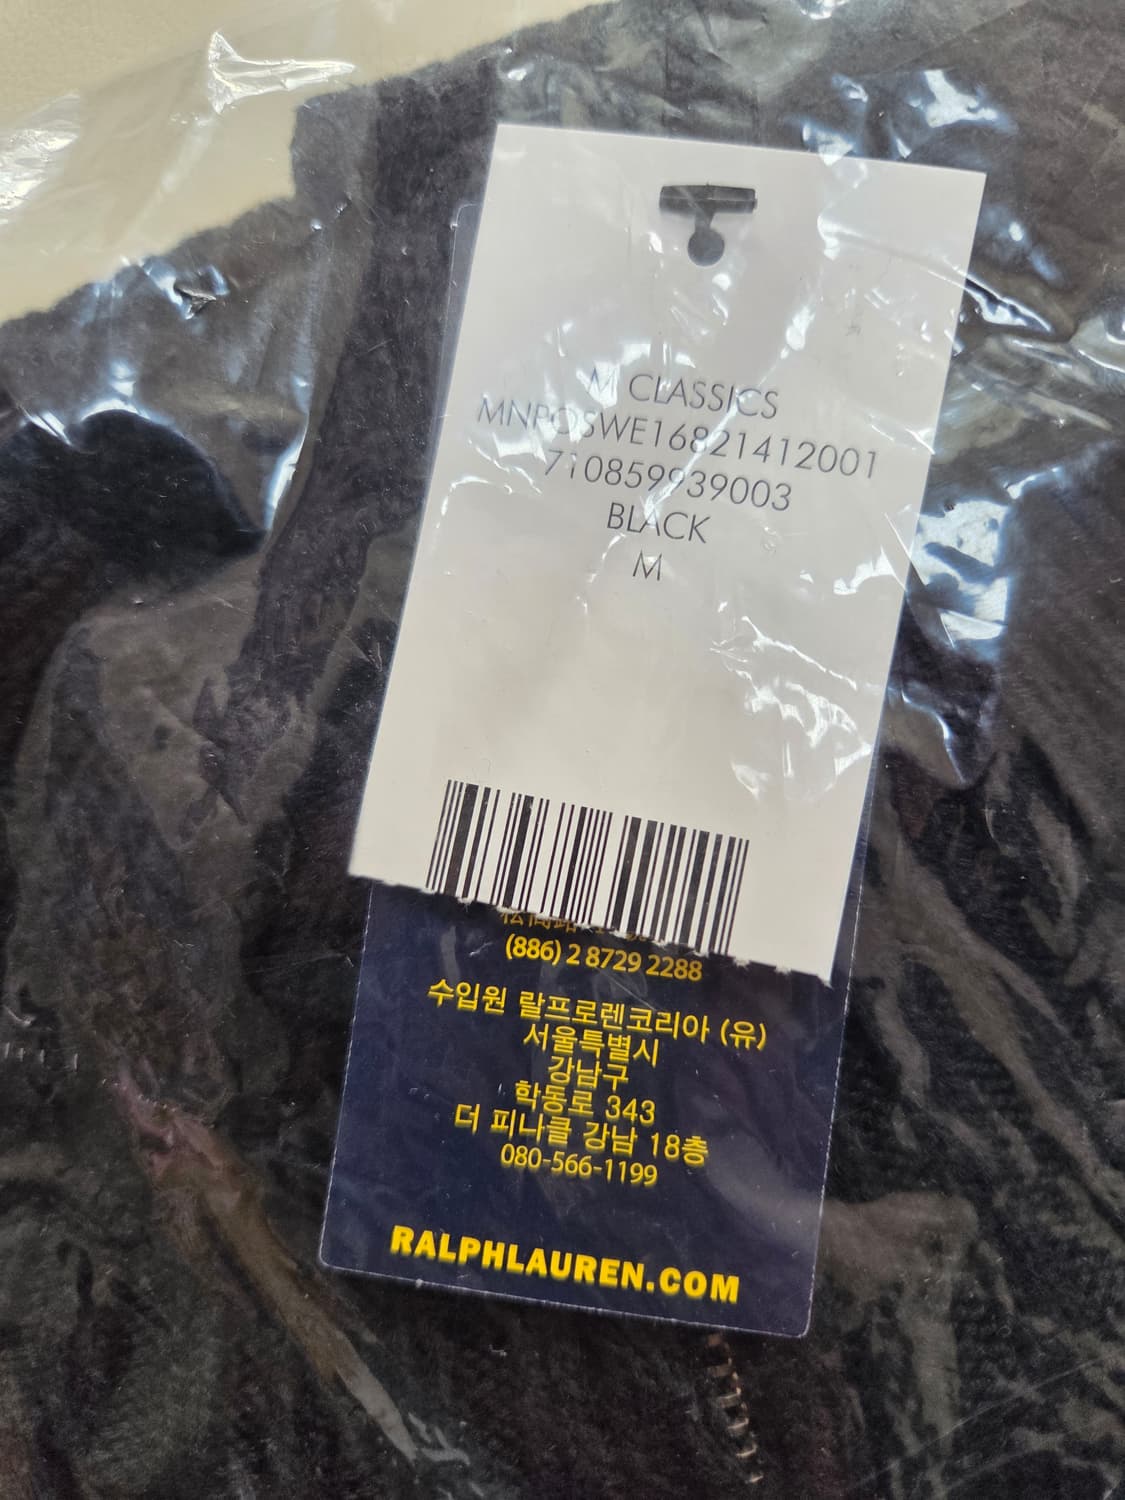 M CLASSICS
MNPOSWE16821412001
710859939003
BLACK
M
(886) 2 8729 2288
수입원 랄프로렌코리아 (유)
서울특별시
강남구
학동로 343
더 피나클 강남 18층
080-566-1199
RALPHLAUREN.COM